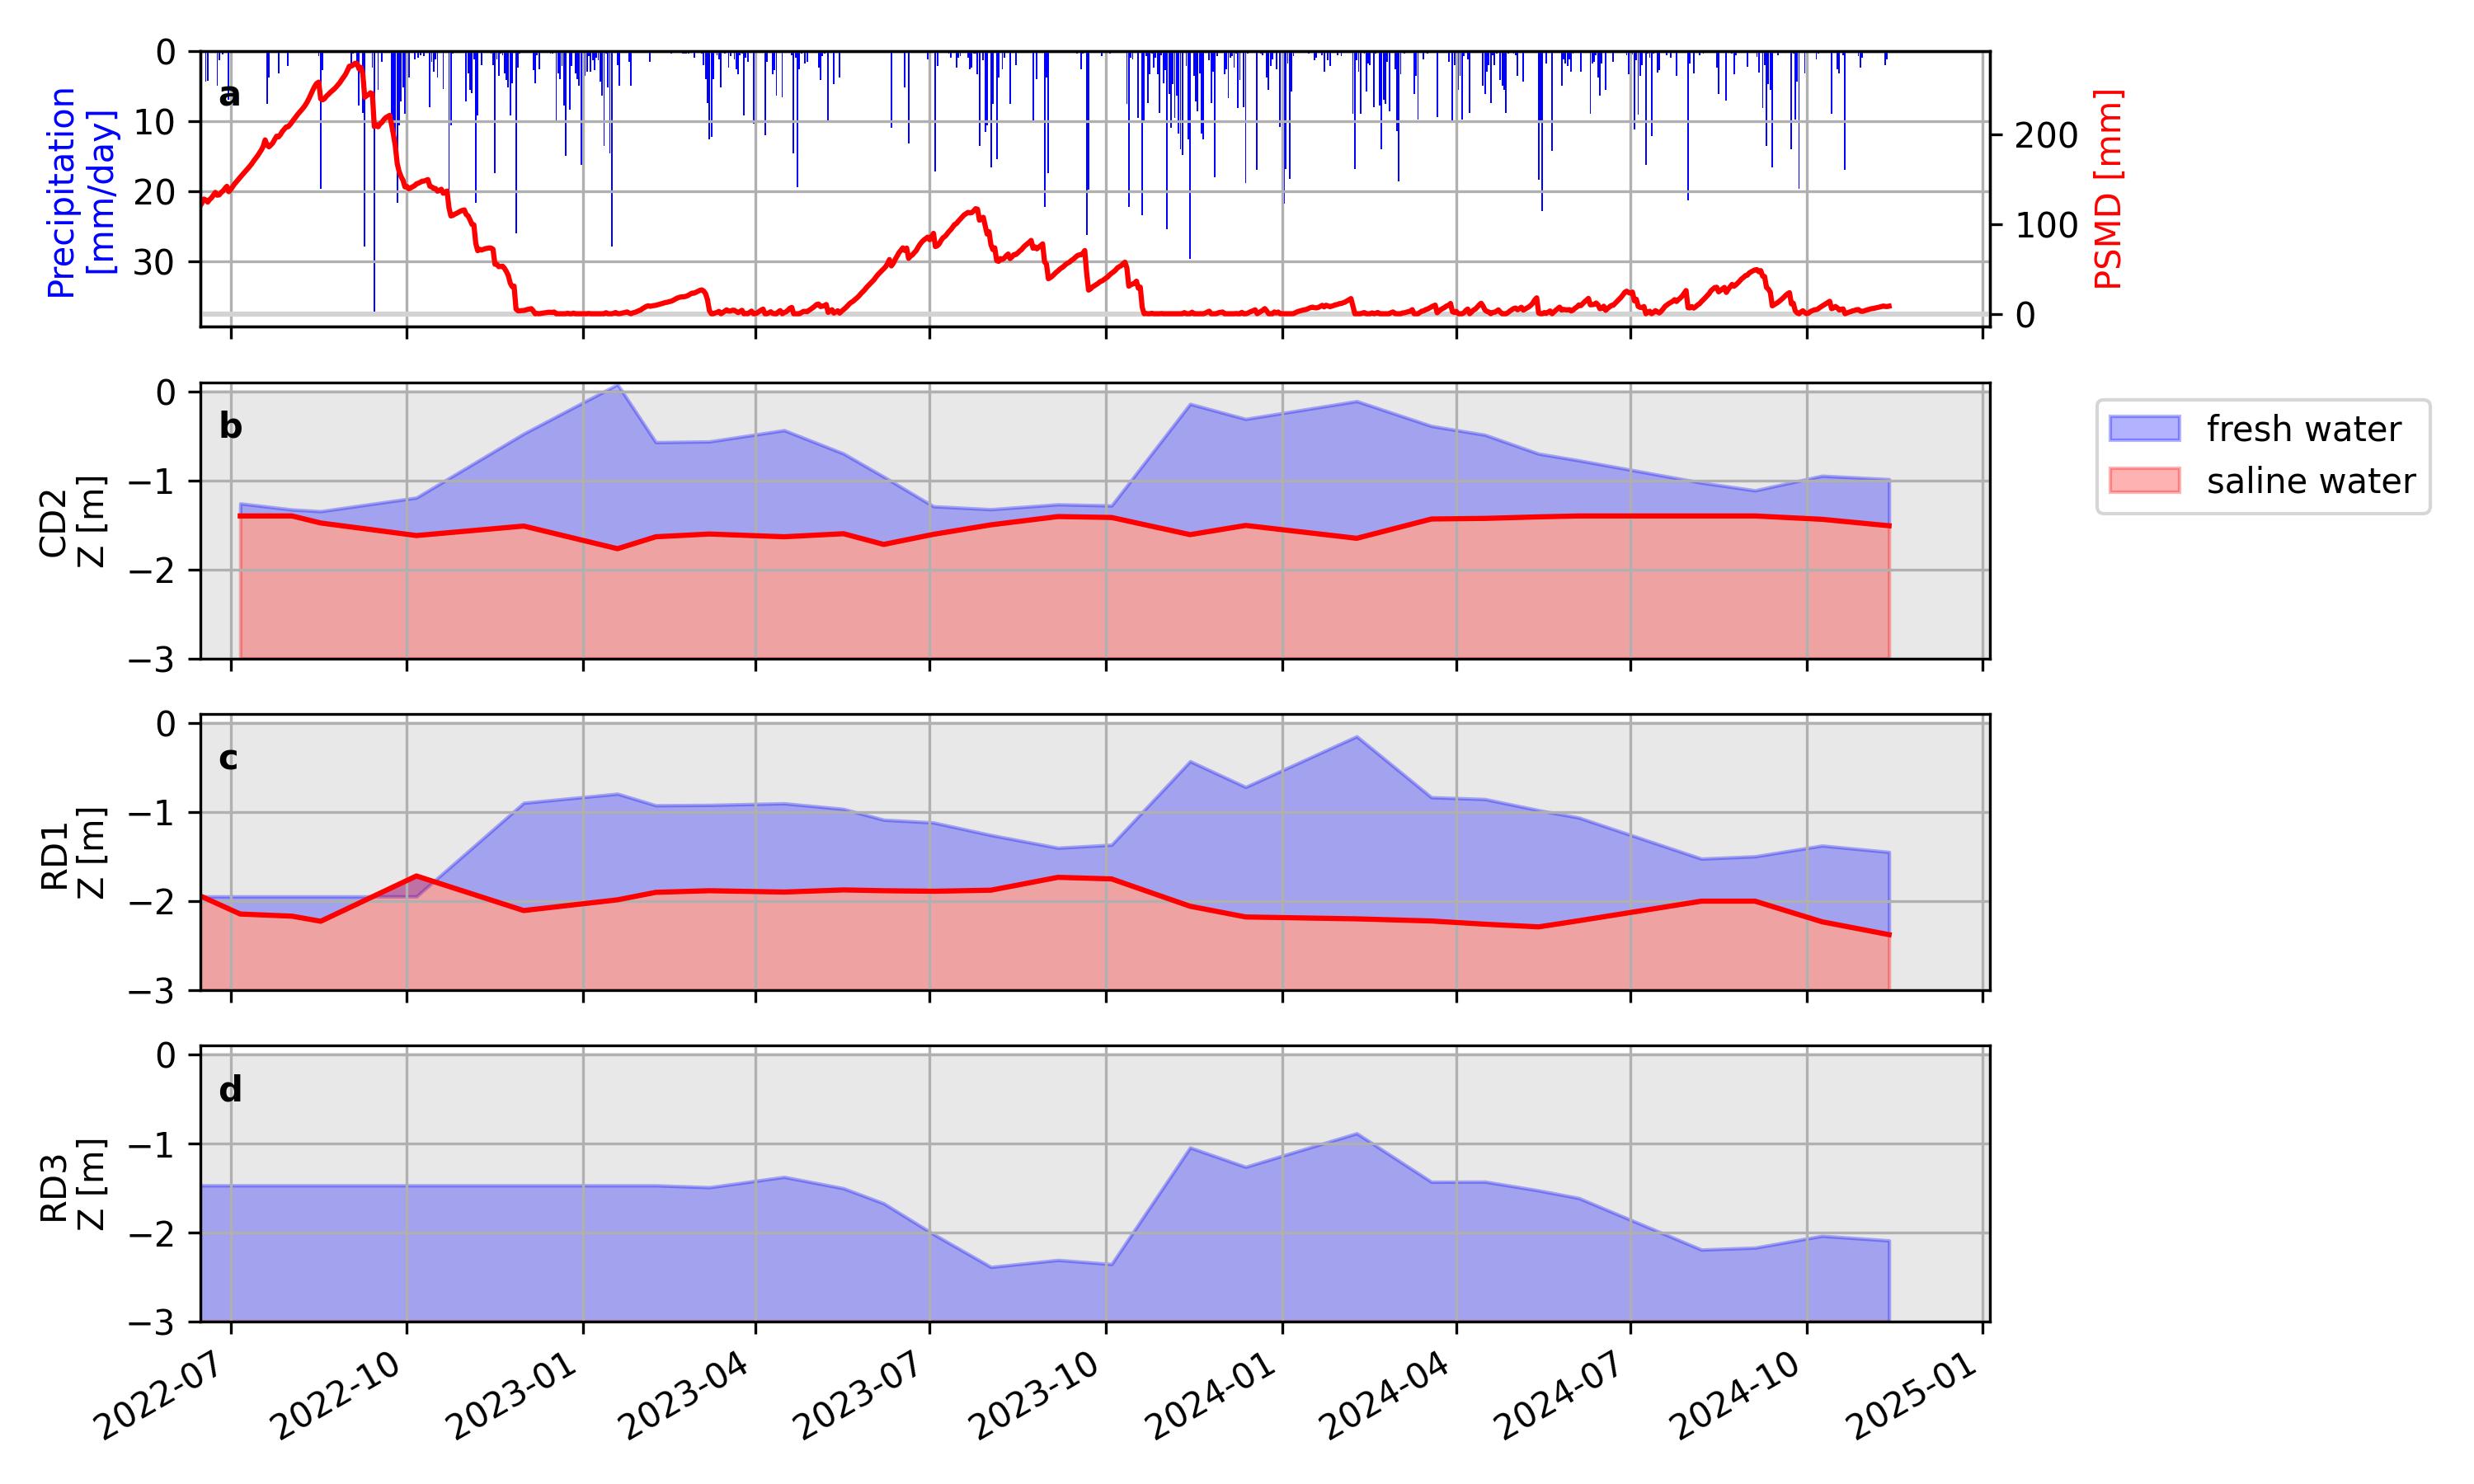 a
Precipitation
[mm/day]
0
10
20
30
PSMD [mm]
200
100
0
b
CD2
Z [m]
0
−1
−2
−3
fresh water
saline water
c
RD1
Z [m]
0
−1
−2
−3
d
RD3
Z [m]
0
−1
−2
−3
2022-07
2022-10
2023-01
2023-04
2023-07
2023-10
2024-01
2024-04
2024-07
2024-10
2025-01